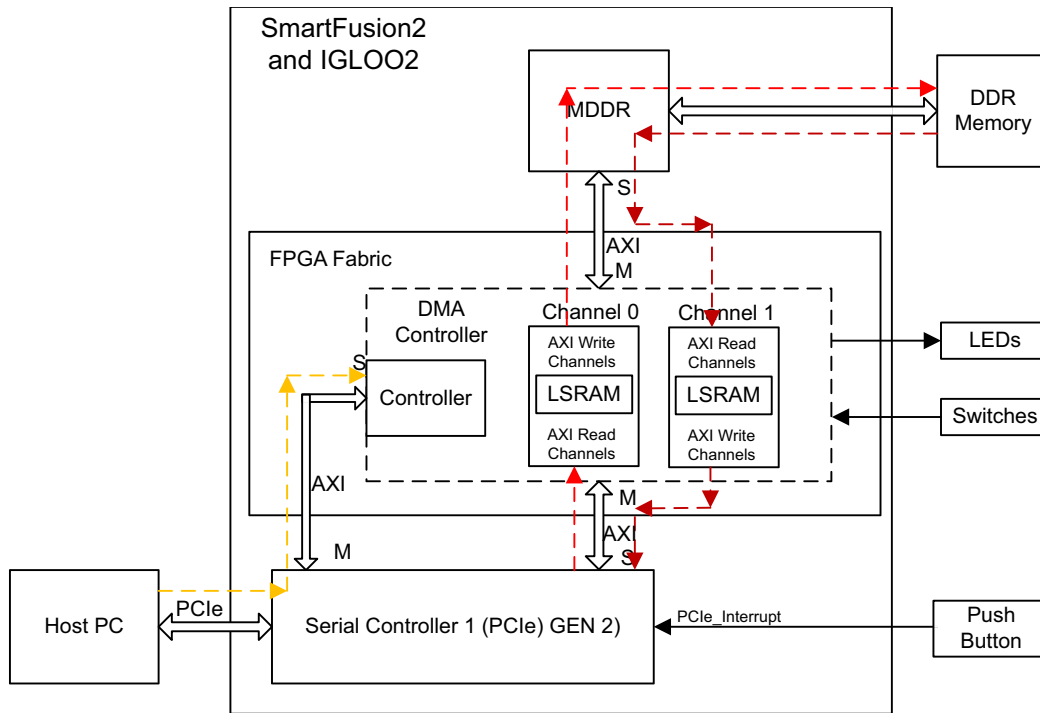 SmartFusion2
and IGLOO2
MDDR
DDR
Memory
S
AXI
M
FPGA Fabric
DMA
Controller
Channel 0
Channel 1
AXI Write
Channels
LSRAM
AXI Read
Channels
AXI Read
Channels
LSRAM
AXI Write
Channels
LEDs
Switches
S
Controller
AXI
M
M
AXI
S
Host PC
PCIe
Serial Controller 1 (PCIe) GEN 2)
PCIe_Interrupt
Push
Button